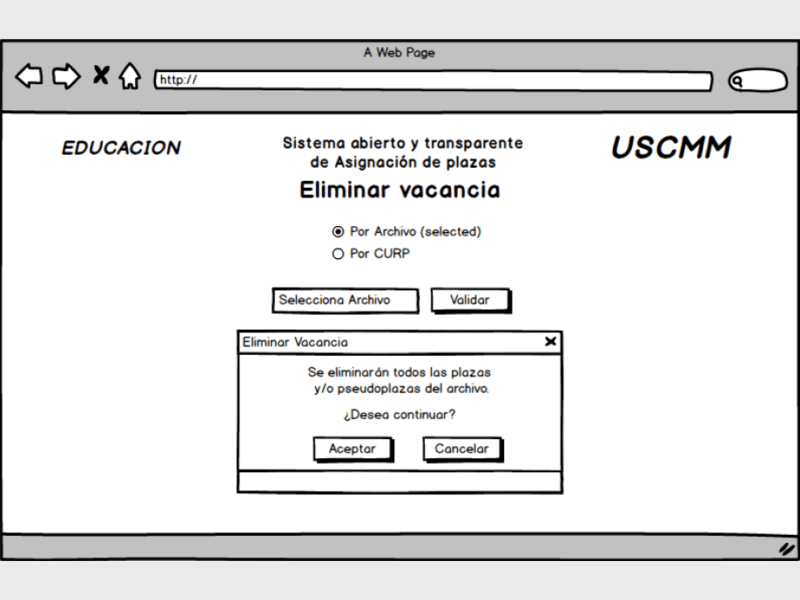 A Web Page
http://
EDUCACION
Sistema abierto y transparente
de Asignación de plazas
USCMM
Eliminar vacancia
Por Archivo (selected)
Por CURP
Selecciona Archivo
Validar
Eliminar Vacancia
Se eliminarán todos las plazas
y/o pseudoplazas del archivo.
¿Desea continuar?
Aceptar
Cancelar